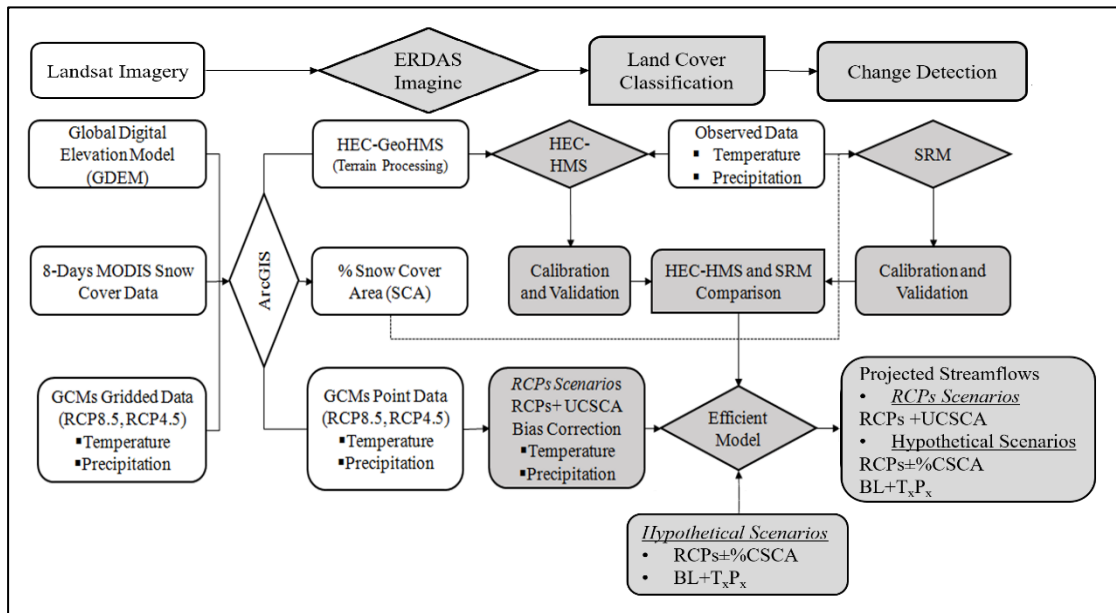 Landsat Imagery
ERDAS
Imagine
Land Cover
Classification
Change Detection
Global Digital
Elevation Model
(GDEM)
HEC-GeoHMS
(Terrain Processing)
HEC-
HMS
Observed Data
▪ Temperature
▪ Precipitation
SRM
8-Days MODIS Snow
Cover Data
ArcGIS
% Snow Cover
Area (SCA)
Calibration
and Validation
HEC-HMS and SRM
Comparison
Calibration and
Validation
GCMs Gridded Data
(RCP8.5, RCP4.5)
▪Temperature
▪Precipitation
GCMs Point Data
(RCP8.5, RCP4.5)
▪Temperature
▪Precipitation
RCPs Scenarios
RCPs+ UCSCA
Bias Correction
▪Temperature
▪Precipitation
Efficient
Model
Projected Streamflows
• RCPs Scenarios
RCPs +UCSCA
• Hypothetical Scenarios
RCPs±%CSCA
BL+TxPx
Hypothetical Scenarios
• RCPs±%CSCA
• BL+TxPx